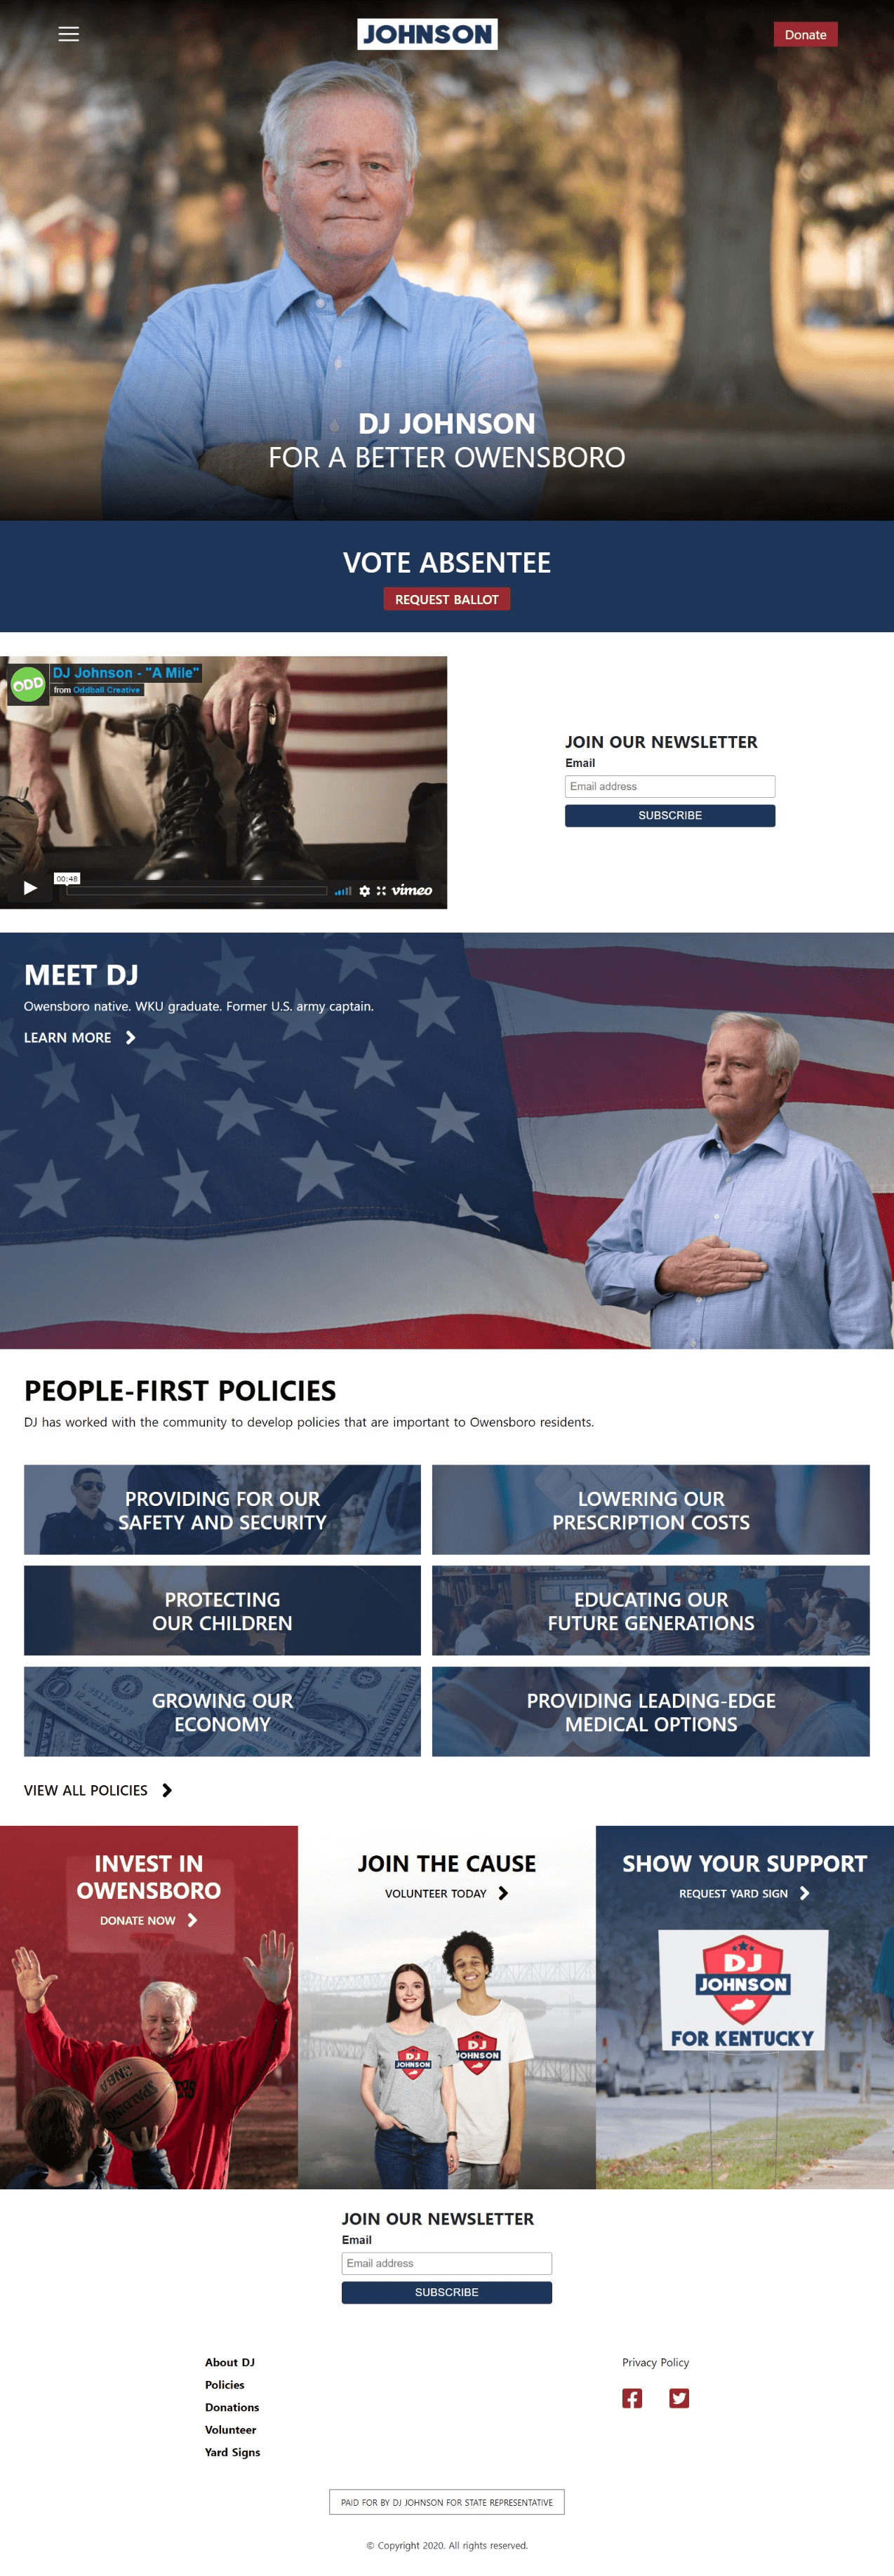 JOHNSON
Donate
DJ JOHNSON
FOR A BETTER OWENSBORO
VOTE ABSENTEE
REQUEST BALLOT
ODD
DJ Johnson - "A Mile"
from Oddball Creative
00:48
vimeo
JOIN OUR NEWSLETTER
Email
Email address
SUBSCRIBE
MEET DJ
Owensboro native. WKU graduate. Former U.S. army captain.
LEARN MORE
PEOPLE-FIRST POLICIES
DJ has worked with the community to develop policies that are important to Owensboro residents.
PROVIDING FOR OUR
SAFETY AND SECURITY
LOWERING OUR
PRESCRIPTION COSTS
PROTECTING
OUR CHILDREN
EDUCATING OUR
FUTURE GENERATIONS
GROWING OUR
ECONOMY
PROVIDING LEADING-EDGE
MEDICAL OPTIONS
VIEW ALL POLICIES
INVEST IN
OWENSBORO
DONATE NOW
NBA
SPALDING
JOIN THE CAUSE
VOLUNTEER TODAY
DJ
JOHNSON
DJ
JOHNSON
SHOW YOUR SUPPORT
REQUEST YARD SIGN
DJ
JOHNSON
FOR KENTUCKY
JOIN OUR NEWSLETTER
Email
Email address
SUBSCRIBE
About DJ
Policies
Donations
Volunteer
Yard Signs
Privacy Policy
PAID FOR BY DJ JOHNSON FOR STATE REPRESENTATIVE
© Copyright 2020. All rights reserved.